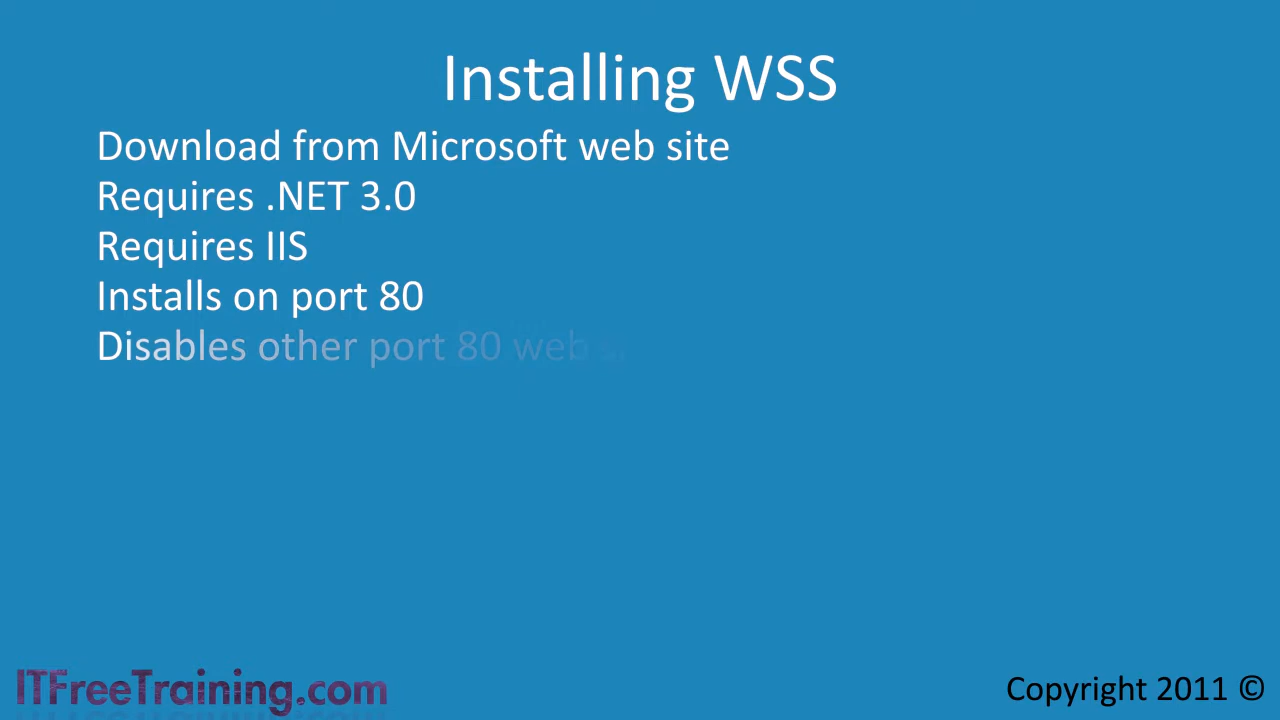 Installing WSS
Download from Microsoft web site
Requires .NET 3.0
Requires IIS
Installs on port 80
Disables other port 80 web
ITFreeTraining.com
Copyright 2011 ©